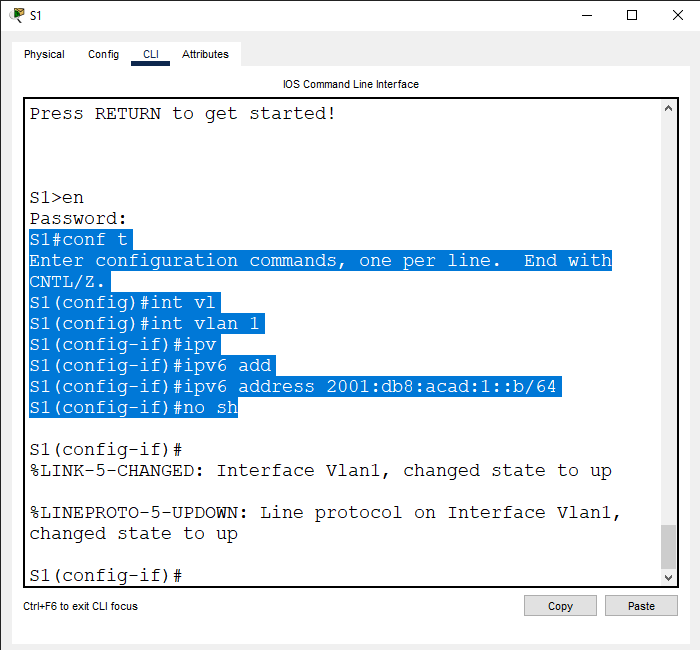 S1
Physical Config CLI Attributes
IOS Command Line Interface
Press RETURN to get started!
S1>en
Password:
S1#conf t
Enter configuration commands, one per line.  End with
CNTL/Z.
S1(config)#int vl
S1(config)#int vlan 1
S1(config-if)#ipv
S1(config-if)#ipv6 add
S1(config-if)#ipv6 address 2001:db8:acad:1::b/64
S1(config-if)#no sh
S1(config-if)#
%LINK-5-CHANGED: Interface Vlan1, changed state to up
%LINEPROTO-5-UPDOWN: Line protocol on Interface Vlan1,
changed state to up
S1(config-if)#
Ctrl+F6 to exit CLI focus Copy Paste